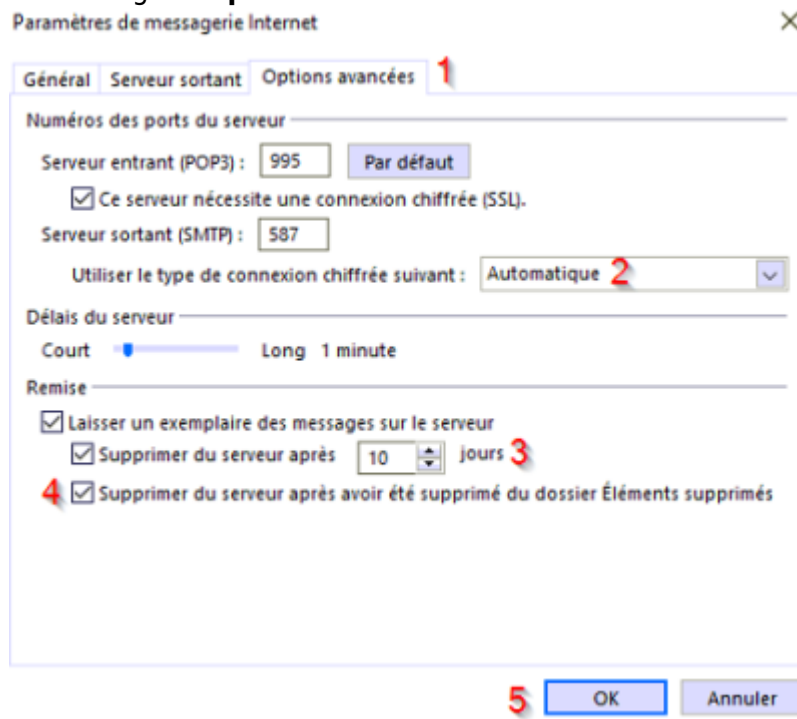 Paramètres de messagerie Internet
Général Serveur sortant Options avancées 1
Numéros des ports du serveur
Serveur entrant (POP3) : 995 Par défaut
Ce serveur nécessite une connexion chiffrée (SSL).
Serveur sortant (SMTP) : 587
Utiliser le type de connexion chiffrée suivant : Automatique 2
Délais du serveur
Court Long 1 minute
Remise
Laisser un exemplaire des messages sur le serveur
Supprimer du serveur après 10 jours 3
4 Supprimer du serveur après avoir été supprimé du dossier Éléments supprimés
5 OK Annuler